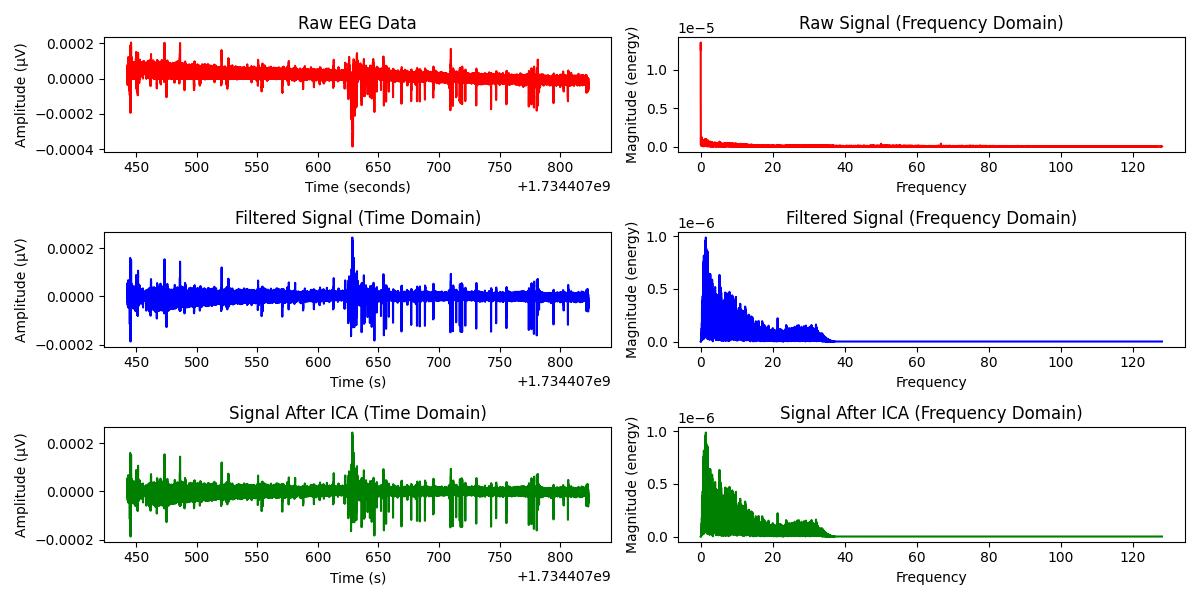 Raw EEG Data
Amplitude (µV)
0.0002
0.0000
−0.0002
−0.0004
450 500 550 600 650 700 750 800
Time (seconds)
+1.734407e9
Raw Signal (Frequency Domain)
1e−5
Magnitude (energy)
1.0
0.5
0.0
0 20 40 60 80 100 120
Frequency
Filtered Signal (Time Domain)
Amplitude (µV)
0.0002
0.0000
−0.0002
450 500 550 600 650 700 750 800
Time (s)
+1.734407e9
Filtered Signal (Frequency Domain)
1e−6
Magnitude (energy)
1.0
0.5
0.0
0 20 40 60 80 100 120
Frequency
Signal After ICA (Time Domain)
Amplitude (µV)
0.0002
0.0000
−0.0002
450 500 550 600 650 700 750 800
Time (s)
+1.734407e9
Signal After ICA (Frequency Domain)
1e−6
Magnitude (energy)
1.0
0.5
0.0
0 20 40 60 80 100 120
Frequency